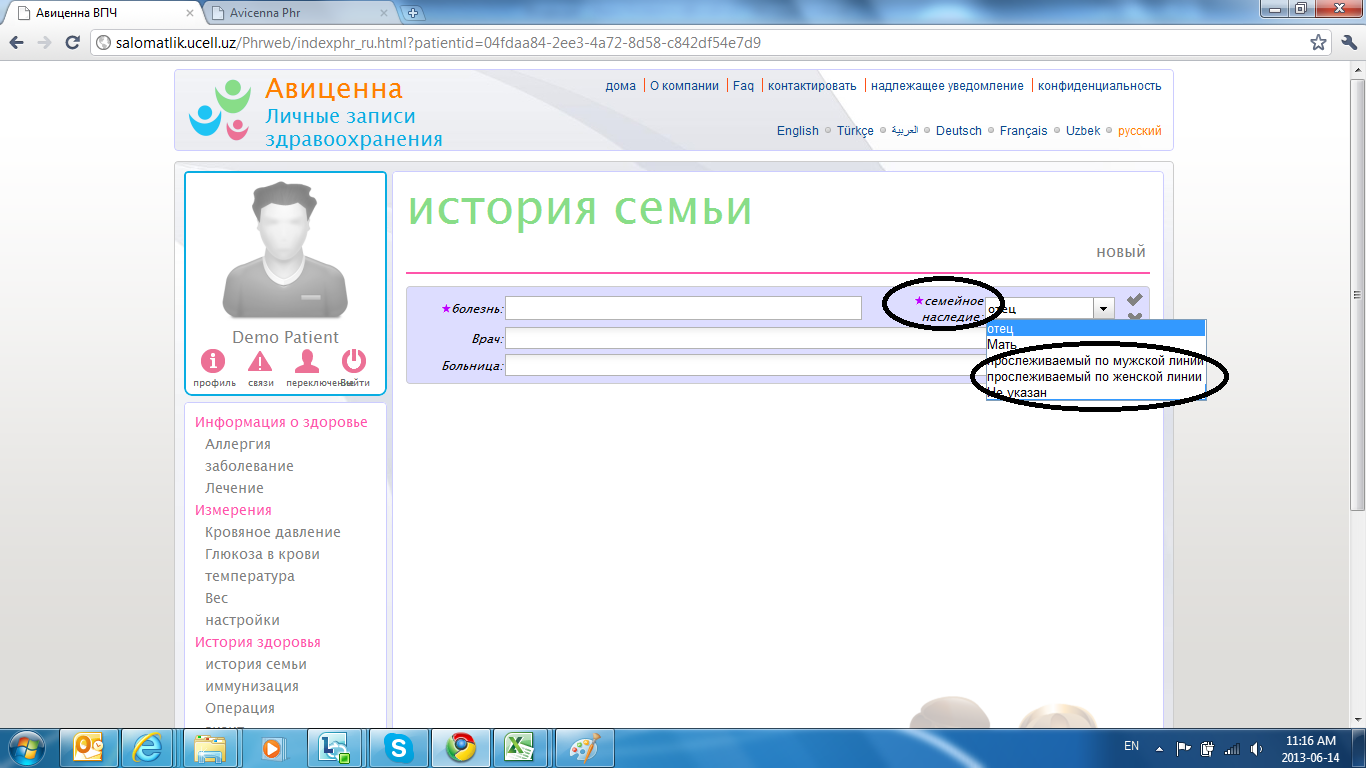 Авиценна ВПЧ
Avicenna Phr
salomatlik.ucell.uz/Phrweb/indexphr_ru.html?patientid=04fdaa84-2ee3-4a72-8d58-c842df54e7d9
Авиценна
Личные записи
здравоохранения
дома О компании Faq контактировать надлежащее уведомление конфиденциальность
English Türkçe العربية Deutsch Français Uzbek русский
Demo Patient
профиль связи переключение Выйти
Информация о здоровье
Аллергия
заболевание
Лечение
Измерения
Кровяное давление
Глюкоза в крови
температура
Вес
настройки
История здоровья
история семьи
иммунизация
Операция
история семьи
новый
★болезнь:
★семейное
наследие:
отец
Врач:
Больница:
отец
Мать
прослеживаемый по мужской линии
прослеживаемый по женской линии
Не указан
EN
11:16 AM
2013-06-14